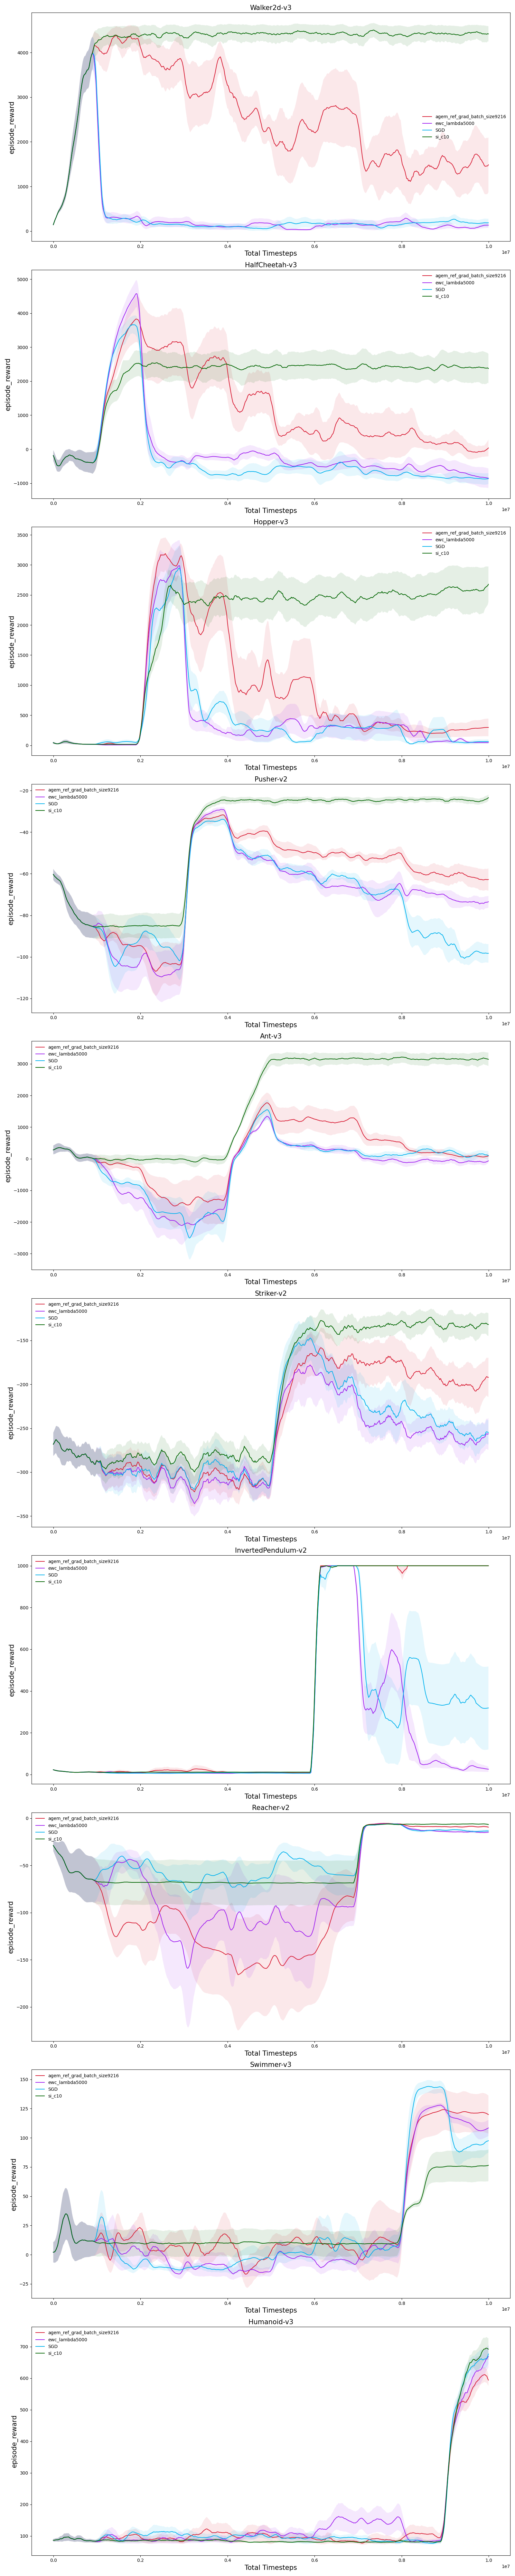 Walker2d-v3
episode_reward
4000
3000
2000
1000
0
agem_ref_grad_batch_size9216
ewc_lambda5000
SGD
si_c10
0.0 0.2 0.4 0.6 0.8 1.0
1e7
Total Timesteps
HalfCheetah-v3
episode_reward
5000
4000
3000
2000
1000
0
−1000
agem_ref_grad_batch_size9216
ewc_lambda5000
SGD
si_c10
0.0 0.2 0.4 0.6 0.8 1.0
1e7
Total Timesteps
Hopper-v3
episode_reward
3500
3000
2500
2000
1500
1000
500
0
agem_ref_grad_batch_size9216
ewc_lambda5000
SGD
si_c10
0.0 0.2 0.4 0.6 0.8 1.0
1e7
Total Timesteps
Pusher-v2
episode_reward
−20
−40
−60
−80
−100
−120
agem_ref_grad_batch_size9216
ewc_lambda5000
SGD
si_c10
0.0 0.2 0.4 0.6 0.8 1.0
1e7
Total Timesteps
Ant-v3
episode_reward
3000
2000
1000
0
−1000
−2000
−3000
agem_ref_grad_batch_size9216
ewc_lambda5000
SGD
si_c10
0.0 0.2 0.4 0.6 0.8 1.0
1e7
Total Timesteps
Striker-v2
episode_reward
−150
−200
−250
−300
−350
agem_ref_grad_batch_size9216
ewc_lambda5000
SGD
si_c10
0.0 0.2 0.4 0.6 0.8 1.0
1e7
Total Timesteps
InvertedPendulum-v2
episode_reward
1000
800
600
400
200
0
agem_ref_grad_batch_size9216
ewc_lambda5000
SGD
si_c10
0.0 0.2 0.4 0.6 0.8 1.0
1e7
Total Timesteps
Reacher-v2
episode_reward
0
−50
−100
−150
−200
agem_ref_grad_batch_size9216
ewc_lambda5000
SGD
si_c10
0.0 0.2 0.4 0.6 0.8 1.0
1e7
Total Timesteps
Swimmer-v3
episode_reward
150
125
100
75
50
25
0
−25
agem_ref_grad_batch_size9216
ewc_lambda5000
SGD
si_c10
0.0 0.2 0.4 0.6 0.8 1.0
1e7
Total Timesteps
Humanoid-v3
episode_reward
700
600
500
400
300
200
100
agem_ref_grad_batch_size9216
ewc_lambda5000
SGD
si_c10
0.0 0.2 0.4 0.6 0.8 1.0
1e7
Total Timesteps